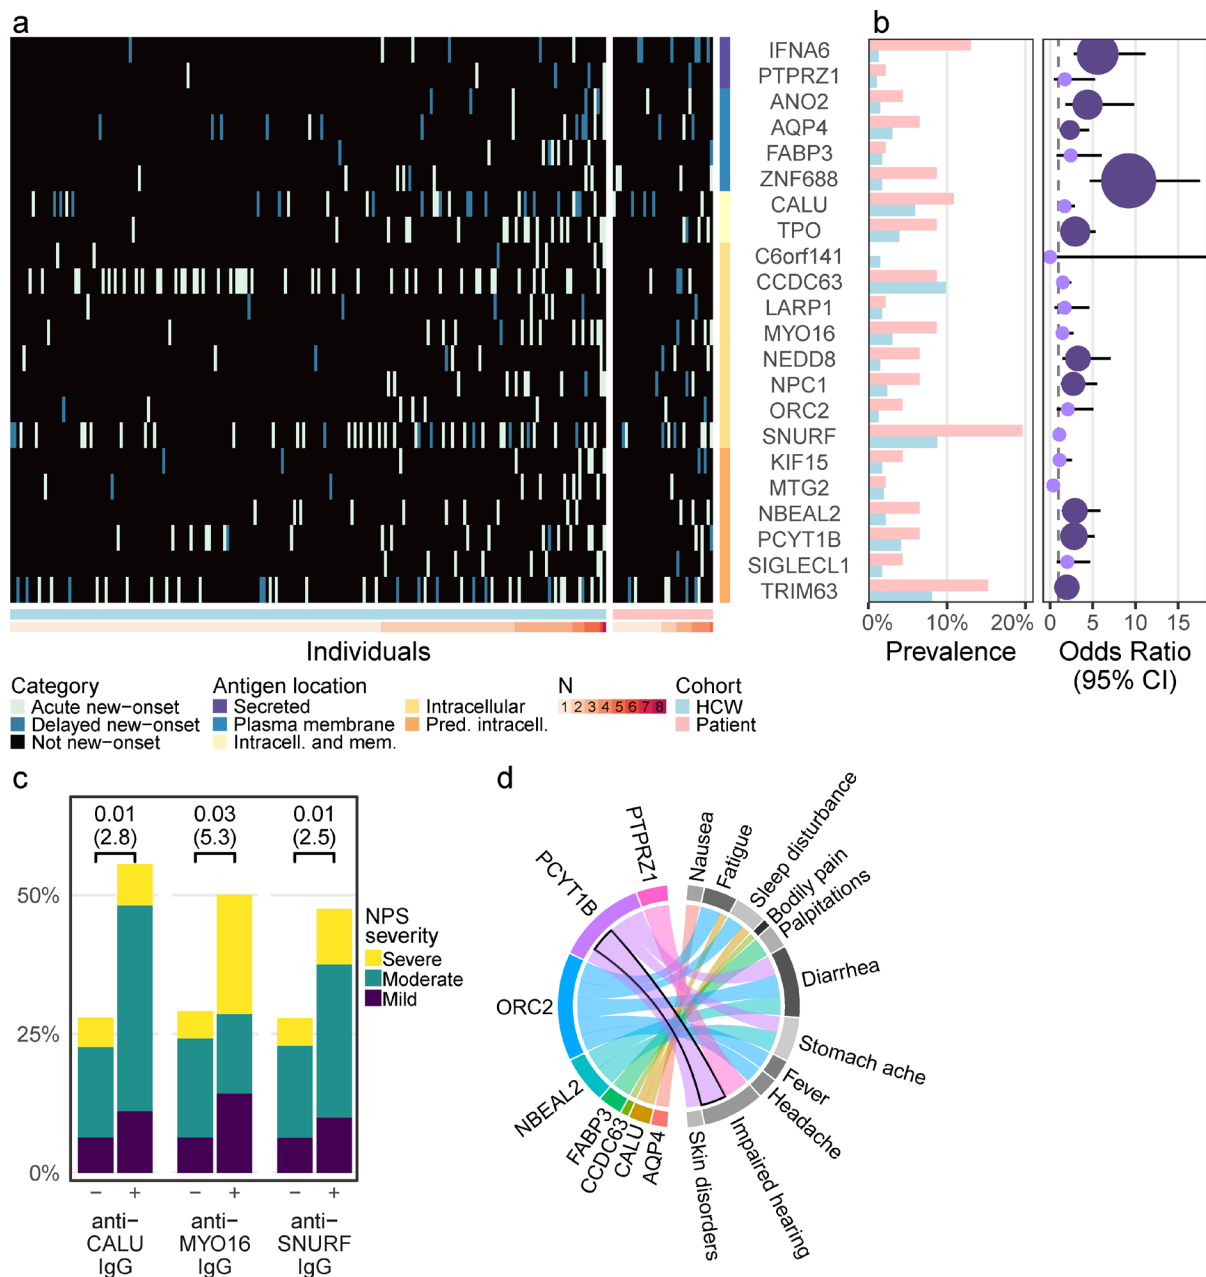 a
b
IFNA6
PTPRZ1
ANO2
AQP4
FABP3
ZNF688
CALU
TPO
C6orf141
CCDC63
LARP1
MYO16
NEDD8
NPC1
ORC2
SNURF
KIF15
MTG2
NBEAL2
PCYT1B
SIGLECL1
TRIM63
0% 10% 20%
Prevalence
0 5 10 15
Odds Ratio
(95% CI)
Individuals
Category
Acute new−onset
Delayed new−onset
Not new−onset
Antigen location
Secreted
Plasma membrane
Intracell. and mem.
Intracellular
Pred. intracell.
N
1 2 3 4 5 6 7 8
Cohort
HCW
Patient
c
0.01
(2.8)
0.03
(5.3)
0.01
(2.5)
50%
25%
0%
− + − + − +
anti−
CALU
IgG
anti−
MYO16
IgG
anti−
SNURF
IgG
NPS
severity
Severe
Moderate
Mild
d
PTPRZ1
PCYT1B
ORC2
NBEAL2
FABP3
CCDC63
CALU
AQP4
Nausea
Fatigue
Sleep disturbance
Bodily pain
Palpitations
Diarrhea
Stomach ache
Fever
Headache
Impaired hearing
Skin disorders